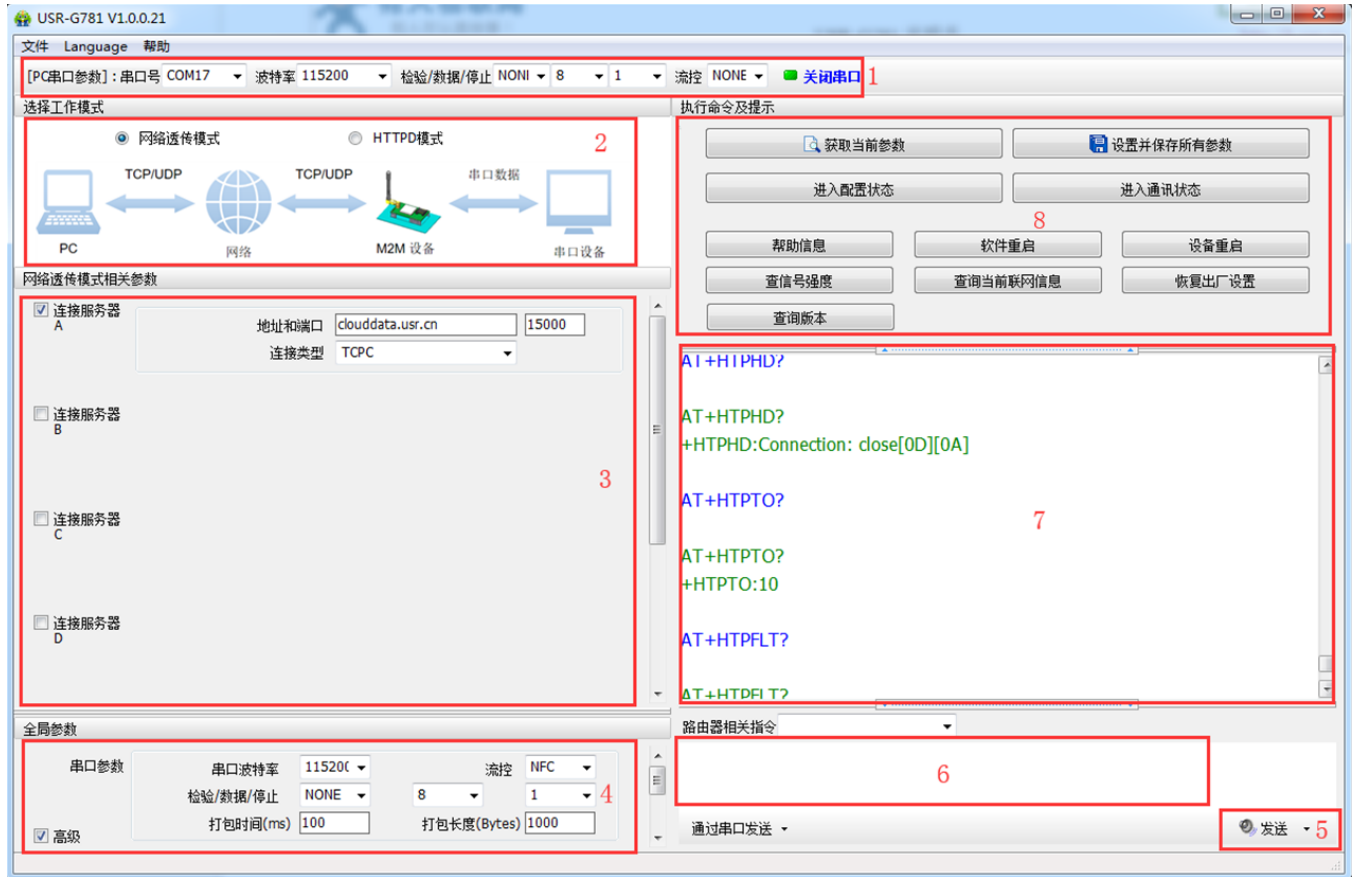 USR-G781 V1.0.0.21
文件 Language 帮助
[PC串口参数]：串口号 COM17 波特率 115200 检验/数据/停止 NONI 8 1 流控 NONE 关闭串口 1
选择工作模式
网络透传模式 HTTPD模式 2
TCP/UDP TCP/UDP 串口数据
PC 网络 M2M 设备 串口设备
网络透传模式相关参数
连接服务器
A
地址和端口 clouddata.usr.cn 15000
连接类型 TCPC
连接服务器
B
3
连接服务器
C
连接服务器
D
全局参数
串口参数 串口波特率 11520( 流控 NFC
检验/数据/停止 NONE 8 1 4
打包时间(ms) 100 打包长度(Bytes) 1000
高级
执行命令及提示
获取当前参数 设置并保存所有参数
进入配置状态 进入通讯状态
8
帮助信息 软件重启 设备重启
查信号强度 查询当前联网信息 恢复出厂设置
查询版本
AT+HTPHD?
AT+HTPHD?
+HTPHD:Connection: close[0D][0A]
AT+HTPTO?
7
AT+HTPTO?
+HTPTO:10
AT+HTPFLT?
AT+HTPFLT?
路由器相关指令
6
通过串口发送 发送 5